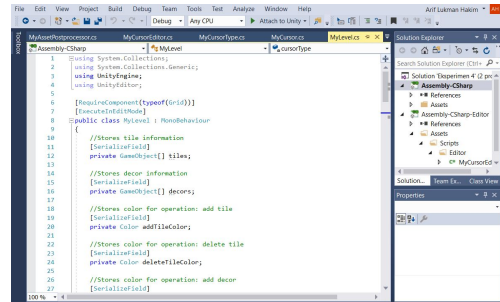 File Edit View Project Build Debug Team Tools Test Analyze Window Help Arif Lukman Hakim
Debug Any CPU Attach to Unity
Toolbox
MyAssetPostprocessor.cs MyCursorEditor.cs MyCursorType.cs MyCursor.cs MyLevel.cs
Assembly-CSharp MyLevel cursorType
1 using System.Collections;
2 using System.Collections.Generic;
3 using UnityEngine;
4 using UnityEditor;
5
6 [RequireComponent(typeof(Grid))]
7 [ExecuteInEditMode]
8 public class MyLevel : MonoBehaviour
9 {
10 //Stores tile information
11 [SerializeField]
12 private GameObject[] tiles;
13
14 //Stores decor information
15 [SerializeField]
16 private GameObject[] decors;
17
18 //Stores color for operation: add tile
19 [SerializeField]
20 private Color addTileColor;
21
22 //Stores color for operation: delete tile
23 [SerializeField]
24 private Color deleteTileColor;
25
26 //Stores color for operation: add decor
27 [SerializeField]
100 %
Solution Explorer
Search Solution Explorer (Ctrl+
Solution 'Eksperimen 4' (2 pro
Assembly-CSharp
References
Assets
Assembly-CSharp-Editor
References
Assets
Scripts
Editor
MyCursorEd
Solution... Team Ex... Class View
Properties